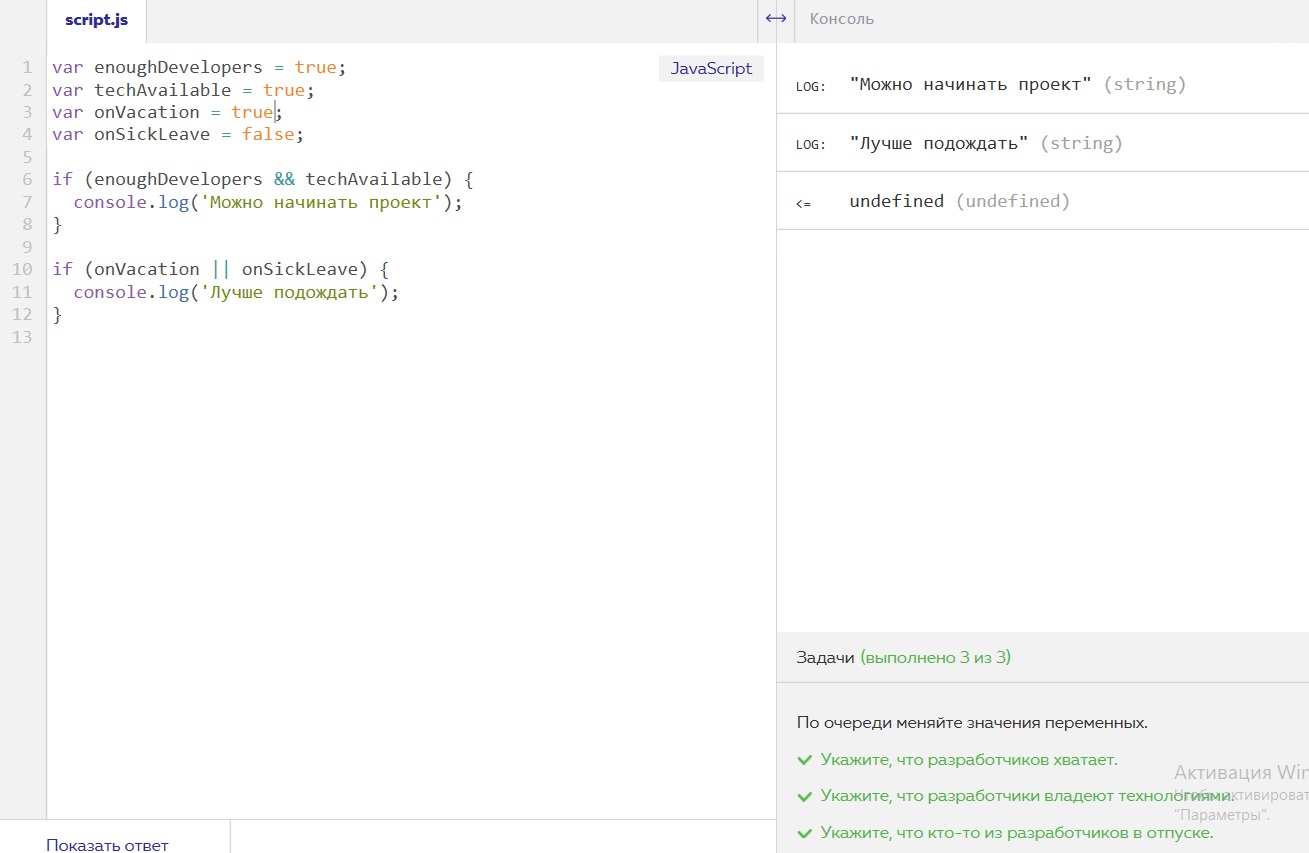 script.js
↔
Консоль
JavaScript
1 var enoughDevelopers = true;
2 var techAvailable = true;
3 var onVacation = true;
4 var onSickLeave = false;
5
6 if (enoughDevelopers && techAvailable) {
7   console.log('Можно начинать проект');
8 }
9
10 if (onVacation || onSickLeave) {
11   console.log('Лучше подождать');
12 }
13
LOG: "Можно начинать проект" (string)
LOG: "Лучше подождать" (string)
<= undefined (undefined)
Задачи (выполнено 3 из 3)
По очереди меняйте значения переменных.
Укажите, что разработчиков хватает.
Укажите, что разработчики владеют технологиями.
Укажите, что кто-то из разработчиков в отпуске.
Активация Win
"Параметры".
Показать ответ